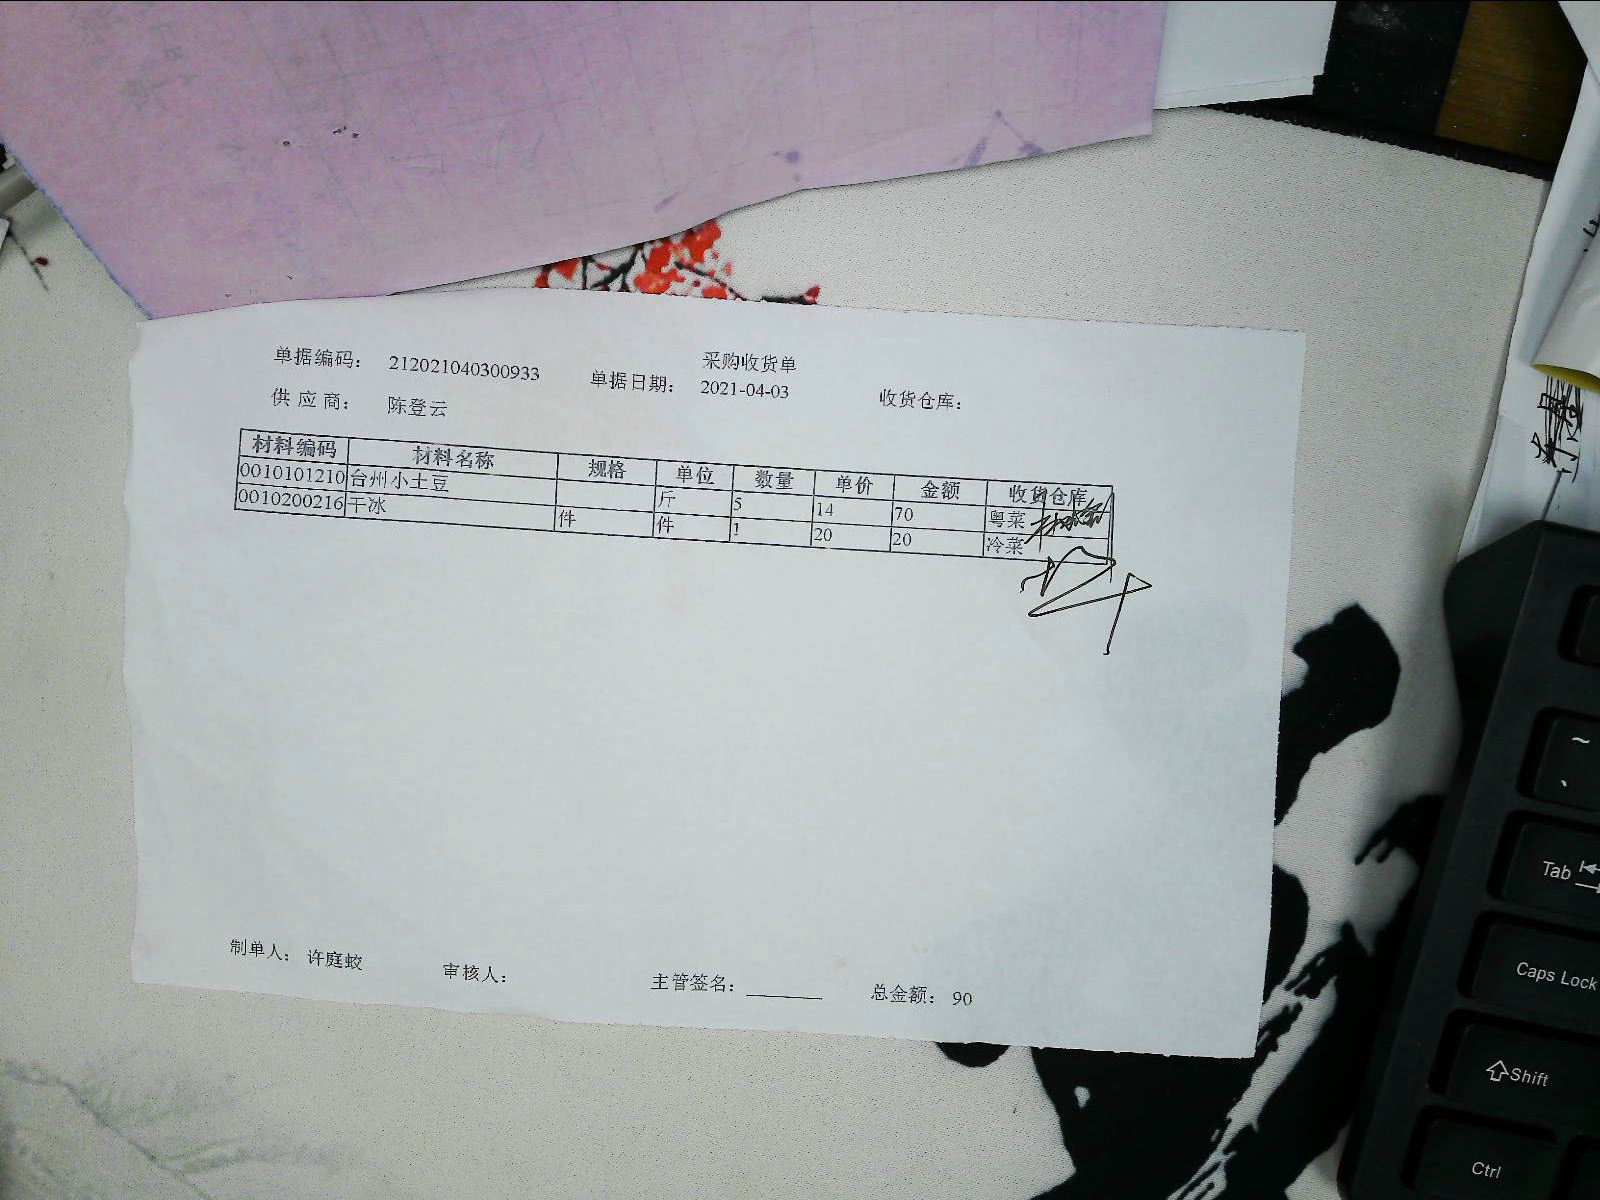 采购收货单
单据编码： 212021040300933 单据日期： 2021-04-03 收货仓库：
供应商： 陈登云
材料编码 材料名称 规格 单位 数量 单价 金额 收货仓库
0010101210 台州小土豆 斤 5 14 70 粤菜
0010200216 干冰 件 件 1 20 20 冷菜
制单人： 许庭蛟 审核人： 主管签名： 总金额： 90
~
Tab
Caps Lock
Shift
Ctrl